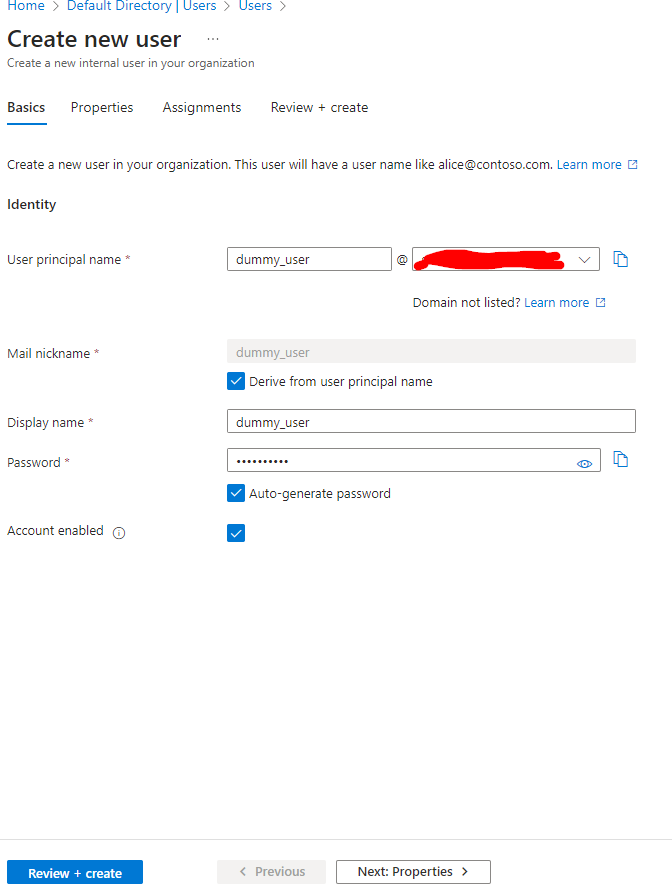 Home > Default Directory | Users > Users >
Create new user ...
Create a new internal user in your organization
Basics Properties Assignments Review + create
Create a new user in your organization. This user will have a user name like alice@contoso.com. Learn more
Identity
User principal name * dummy_user @
Domain not listed? Learn more
Mail nickname * dummy_user
Derive from user principal name
Display name * dummy_user
Password * ••••••••••
Auto-generate password
Account enabled
Review + create < Previous Next: Properties >